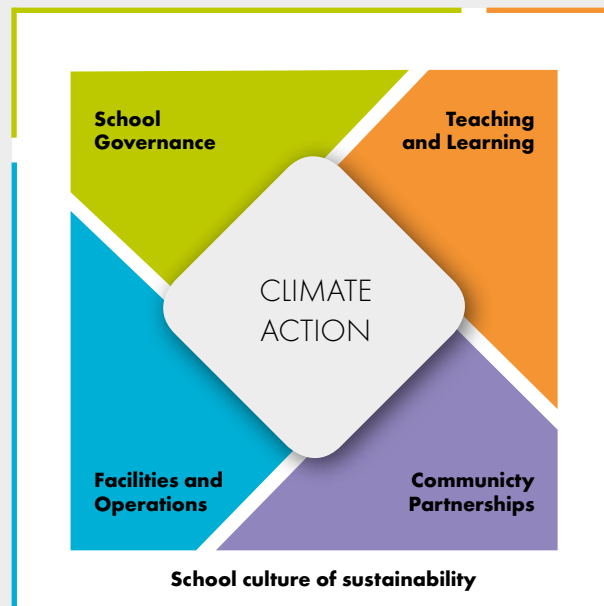 School
Governance
Teaching
and Learning
CLIMATE
ACTION
Facilities and
Operations
Communicty
Partnerships
School culture of sustainability